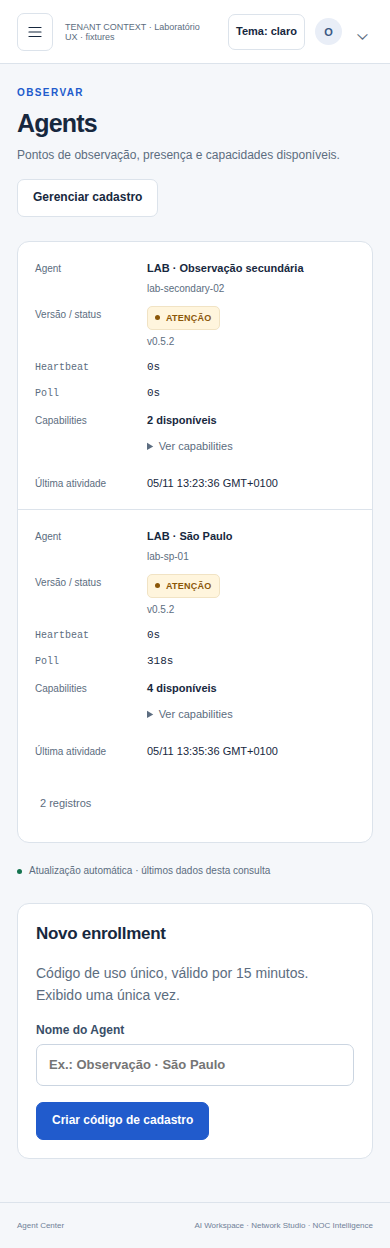 TENANT CONTEXT · Laboratório
UX · fixtures
Tema: claro
O
OBSERVAR
Agents
Pontos de observação, presença e capacidades disponíveis.
Gerenciar cadastro
Agent
LAB · Observação secundária
lab-secondary-02
Versão / status
ATENÇÃO
v0.5.2
Heartbeat
0s
Poll
0s
Capabilities
2 disponíveis
Ver capabilities
Última atividade
05/11 13:23:36 GMT+0100
Agent
LAB · São Paulo
lab-sp-01
Versão / status
ATENÇÃO
v0.5.2
Heartbeat
0s
Poll
318s
Capabilities
4 disponíveis
Ver capabilities
Última atividade
05/11 13:35:36 GMT+0100
2 registros
Atualização automática · últimos dados desta consulta
Novo enrollment
Código de uso único, válido por 15 minutos.
Exibido uma única vez.
Nome do Agent
Ex.: Observação · São Paulo
Criar código de cadastro
Agent Center
AI Workspace · Network Studio · NOC Intelligence